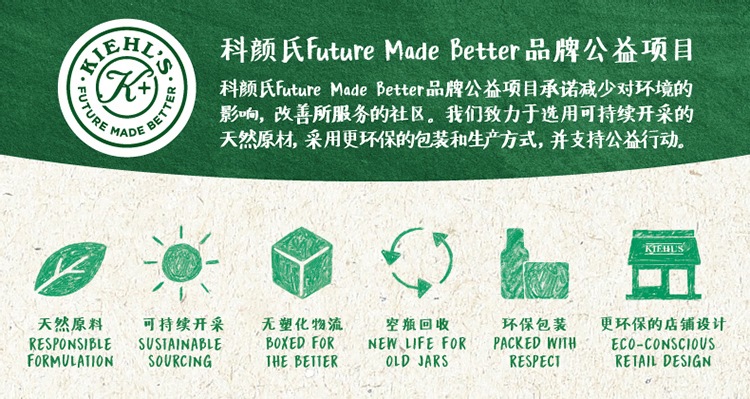 KIEHL'S
K+
FUTURE MADE BETTER
科颜氏Future Made Better品牌公益项目
科颜氏Future Made Better品牌公益项目承诺减少对环境的
影响，改善所服务的社区。我们致力于选用可持续开采的
天然原材，采用更环保的包装和生产方式，并支持公益行动。
KIEHL'S
天然原料
RESPONSIBLE
FORMULATION
可持续开采
SUSTAINABLE
SOURCING
无塑化物流
BOXED FOR
THE BETTER
空瓶回收
NEW LIFE FOR
OLD JARS
环保包装
PACKED WITH
RESPECT
更环保的店铺设计
ECO-CONSCIOUS
RETAIL DESIGN